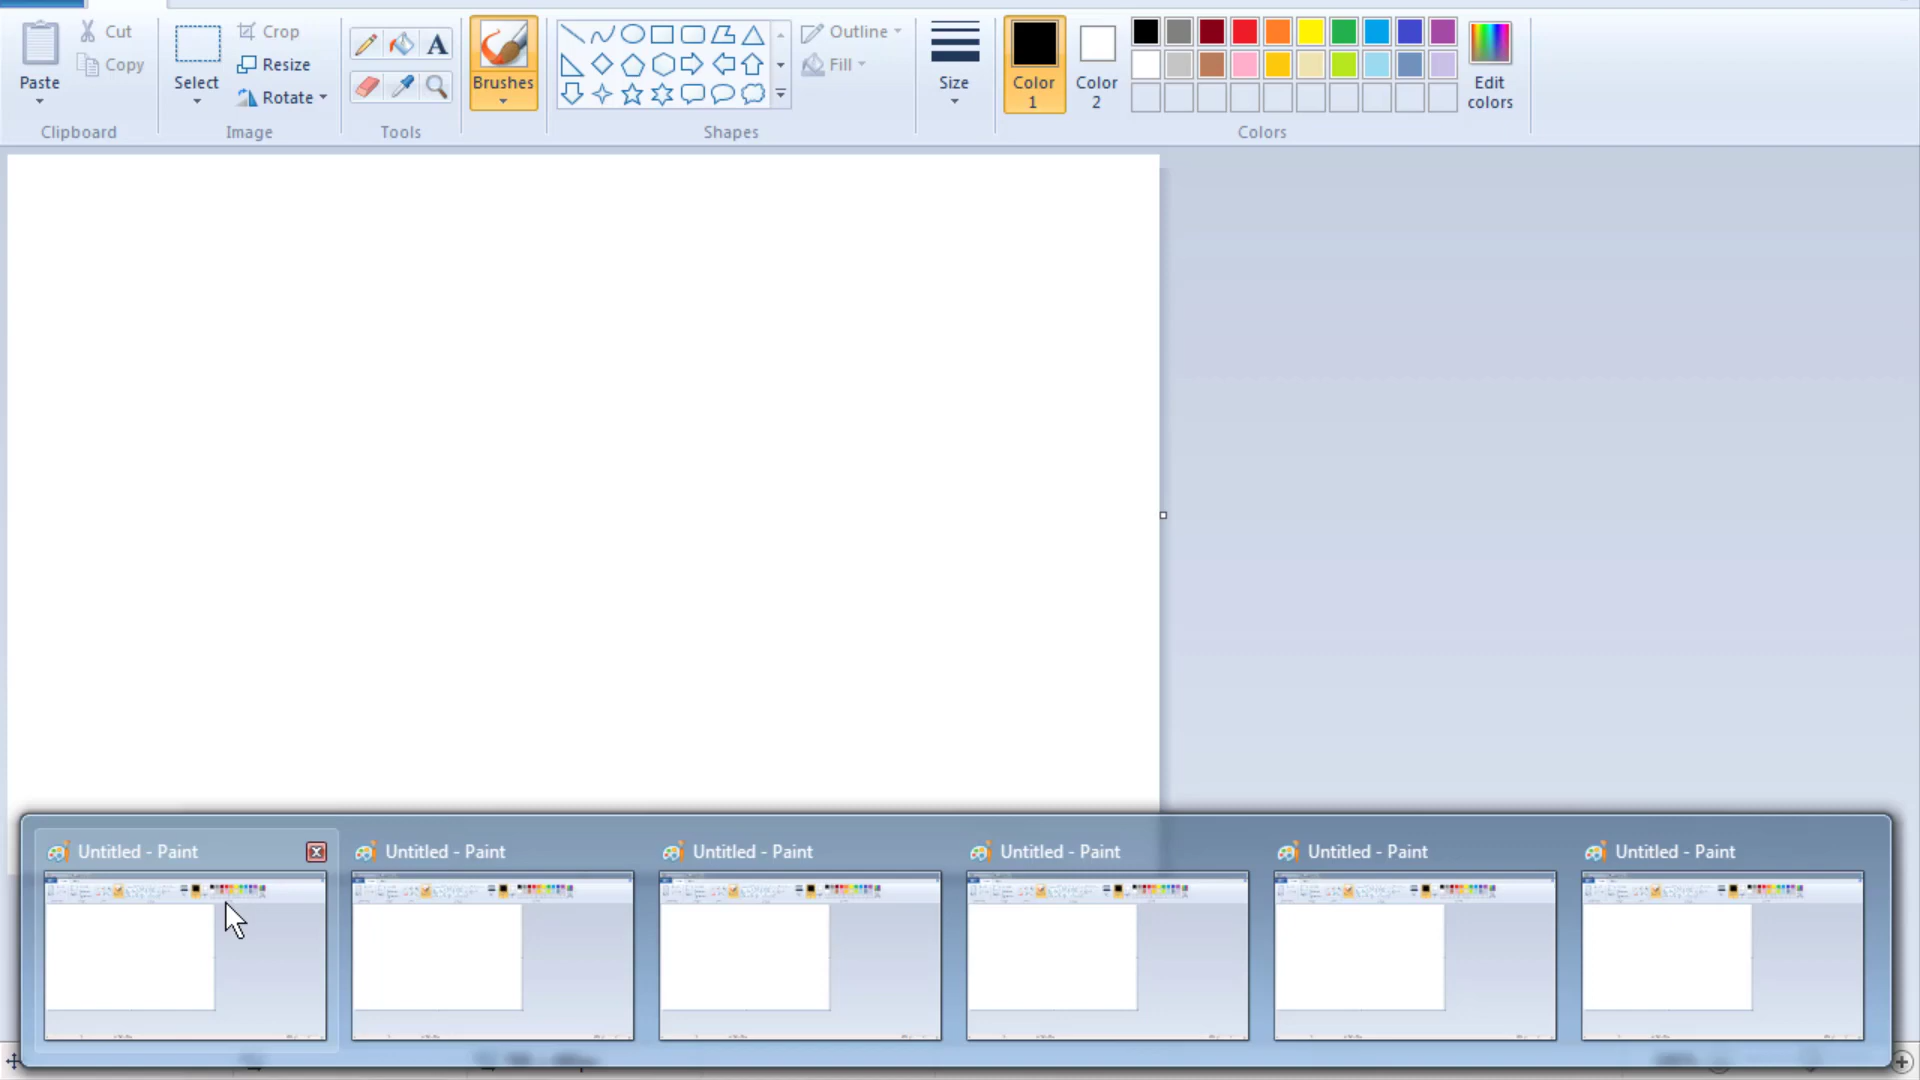 Paste
Cut
Copy
Clipboard
Select
Crop
Resize
Rotate
Image
A
Tools
Brushes
Shapes
Outline
Fill
Size
Color
1
Color
2
Edit
colors
Colors
Untitled - Paint
Untitled - Paint
Untitled - Paint
Untitled - Paint
Untitled - Paint
Untitled - Paint